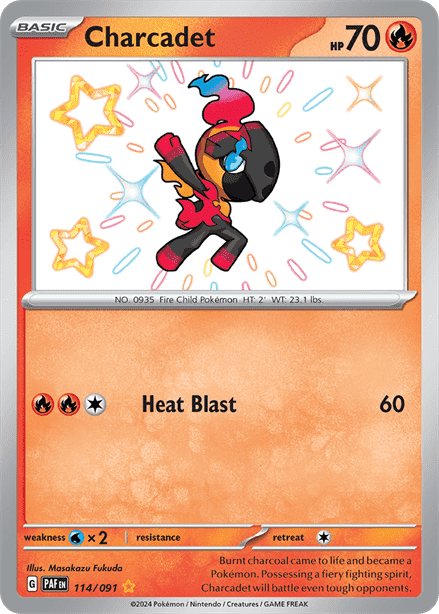 BASIC
Charcadet
HP 70
NO. 0935 Fire Child Pokémon HT: 2' WT: 23.1 lbs.
Heat Blast 60
weakness ×2 resistance retreat
Illus. Masakazu Fukuda
G PAF EN 114/091
Burnt charcoal came to life and became a
Pokémon. Possessing a fiery fighting spirit,
Charcadet will battle even tough opponents.
©2024 Pokémon / Nintendo / Creatures / GAME FREAK